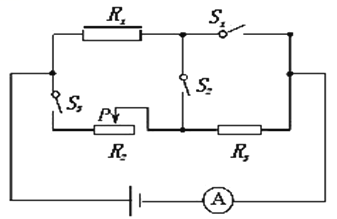 R₁ S₁
S₃ P S₂
R₂ R₃
A